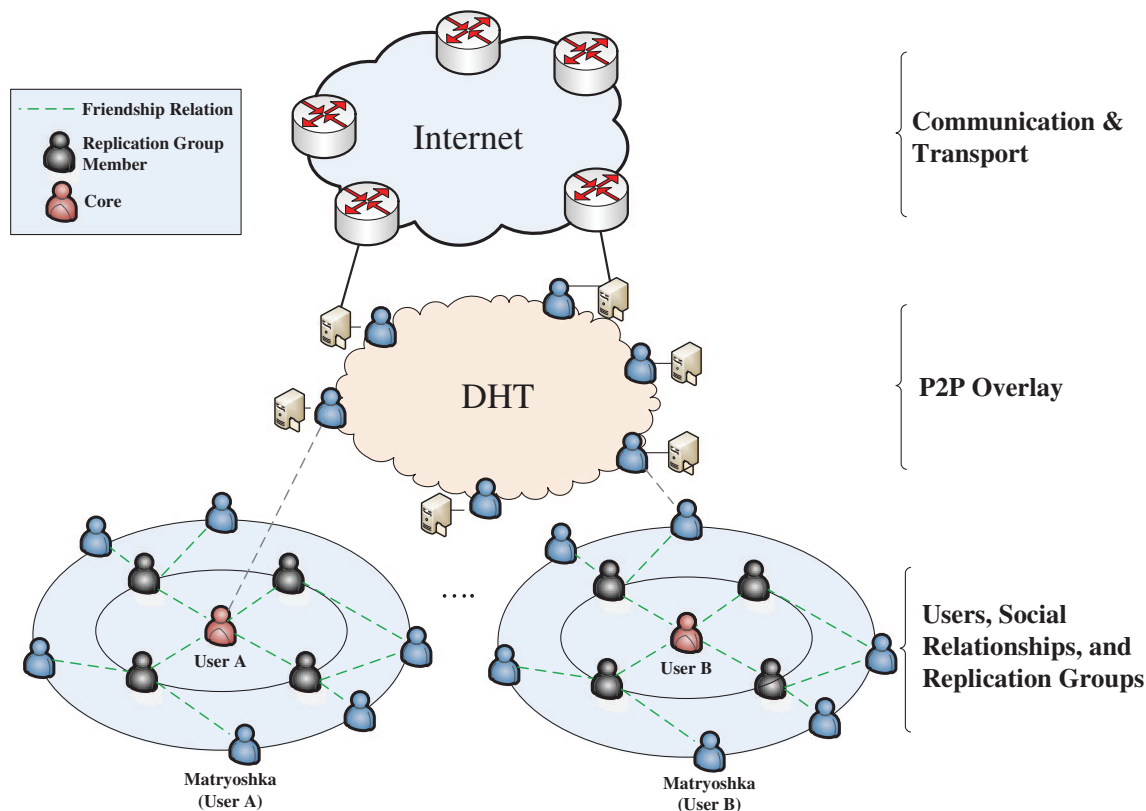 Friendship Relation
Replication Group
Member
Core
Internet
Communication &
Transport
DHT
P2P Overlay
User A
....
User B
Users, Social
Relationships, and
Replication Groups
Matryoshka
(User A)
Matryoshka
(User B)